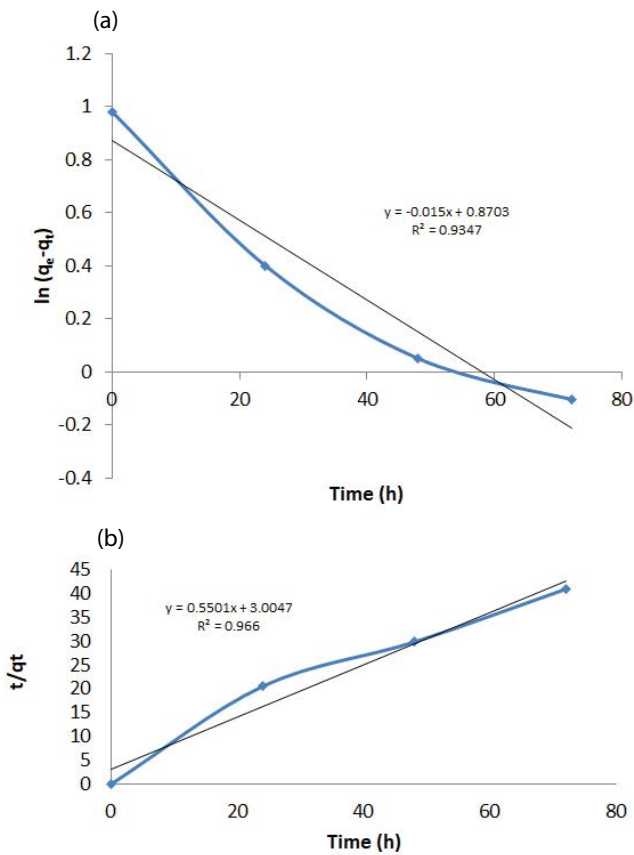 (a)
1.2
1
0.8
0.6
0.4
0.2
0
-0.2
-0.4
ln (qₑ-qₜ)
y = -0.015x + 0.8703
R² = 0.9347
0 20 40 60 80
Time (h)
(b)
45
40
35
30
25
20
15
10
5
0
t/qt
y = 0.5501x + 3.0047
R² = 0.966
0 20 40 60 80
Time (h)